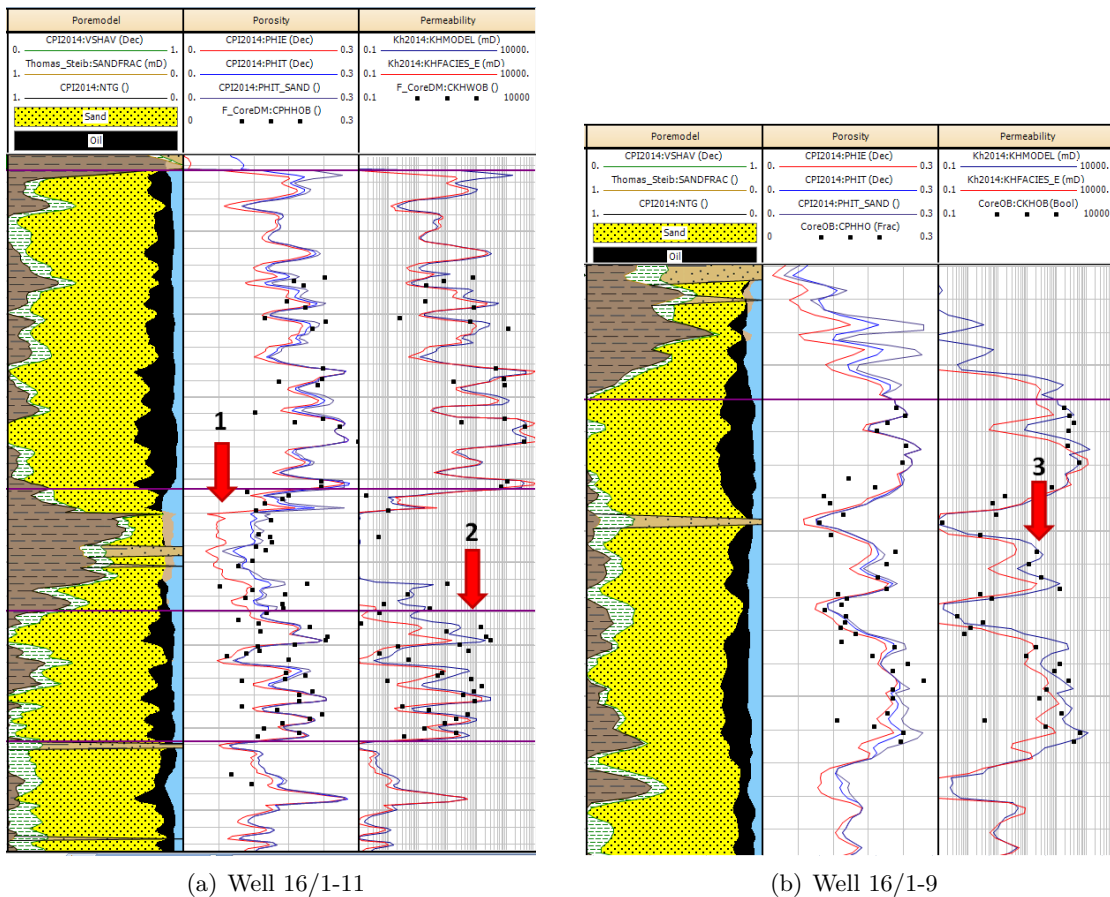 Poremodel Porosity Permeability
CPI2014:VSHAV (Dec) CPI2014:PHIE (Dec) Kh2014:KHMODEL (mD)
0. 1. 0. 0.3 0.1 10000.
Thomas_Steib:SANDFRAC (mD) CPI2014:PHIT (Dec) Kh2014:KHFACIES_E (mD)
1. 0. 0. 0.3 0.1 10000.
CPI2014:NTG () CPI2014:PHIT_SAND () F_CoreDM:CKHWOB ()
1. 0. 0. 0.3 0.1 10000
Sand F_CoreDM:CPHHOB ()
Oil 0 0.3
1
2
(a) Well 16/1-11
Poremodel Porosity Permeability
CPI2014:VSHAV (Dec) CPI2014:PHIE (Dec) Kh2014:KHMODEL (mD)
0. 1. 0. 0.3 0.1 10000.
Thomas_Steib:SANDFRAC () CPI2014:PHIT (Dec) Kh2014:KHFACIES_E (mD)
1. 0. 0. 0.3 0.1 10000.
CPI2014:NTG () CPI2014:PHIT_SAND () CoreOB:CKHOB(Bool)
1. 0. 0. 0.3 0.1 10000.
Sand CoreOB:CPHHO (Frac)
Oil 0 0.3
3
(b) Well 16/1-9